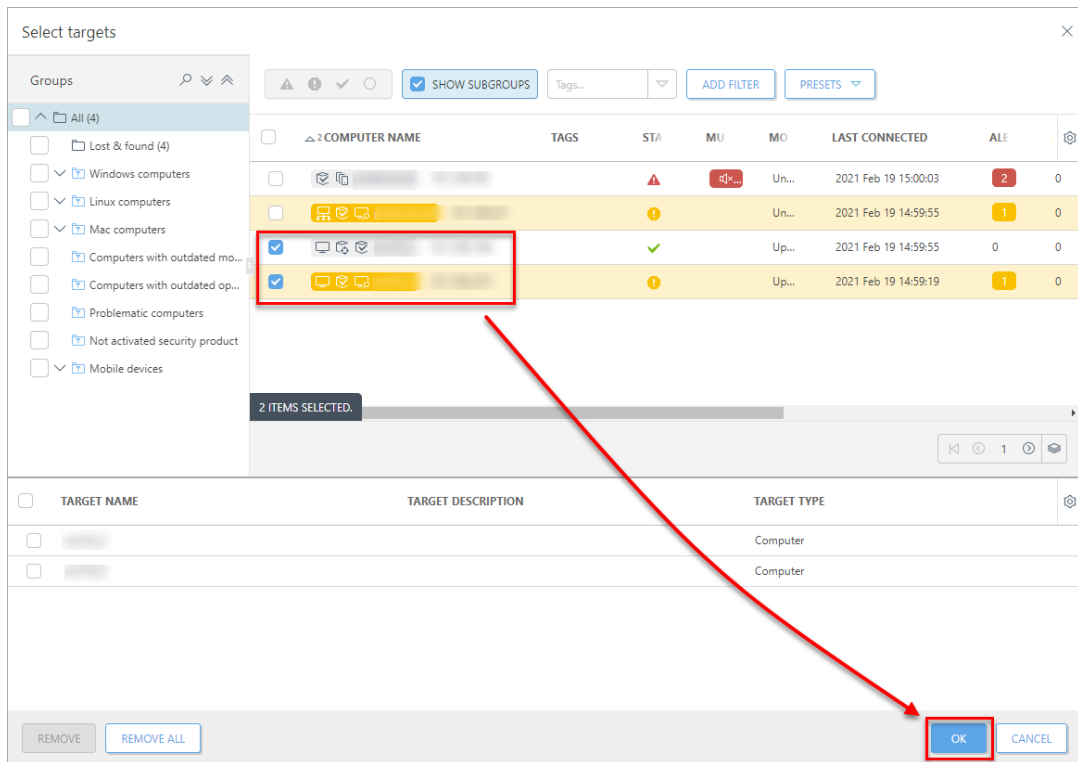 Select targets
Groups
SHOW SUBGROUPS
Tags...
ADD FILTER
PRESETS
All (4)
Lost & found (4)
Windows computers
Linux computers
Mac computers
Computers with outdated mo...
Computers with outdated op...
Problematic computers
Not activated security product
Mobile devices
2 COMPUTER NAME TAGS STA MU MO LAST CONNECTED ALE
Un... 2021 Feb 19 15:00:03 2 0
Un... 2021 Feb 19 14:59:55 1 0
Up... 2021 Feb 19 14:59:55 0 0
Up... 2021 Feb 19 14:59:19 1 0
2 ITEMS SELECTED.
1
TARGET NAME TARGET DESCRIPTION TARGET TYPE
Computer
Computer
REMOVE
REMOVE ALL
OK
CANCEL